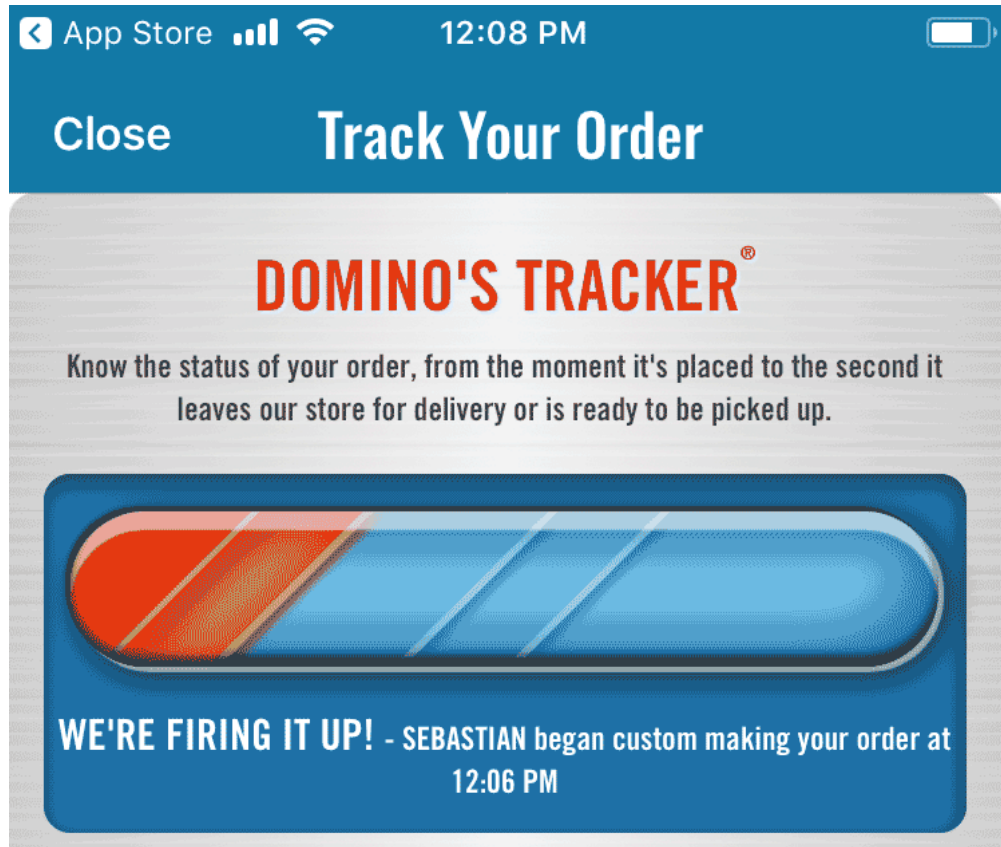 App Store 12:08 PM
Close Track Your Order
DOMINO'S TRACKER®
Know the status of your order, from the moment it's placed to the second it
leaves our store for delivery or is ready to be picked up.
WE'RE FIRING IT UP! - SEBASTIAN began custom making your order at
12:06 PM